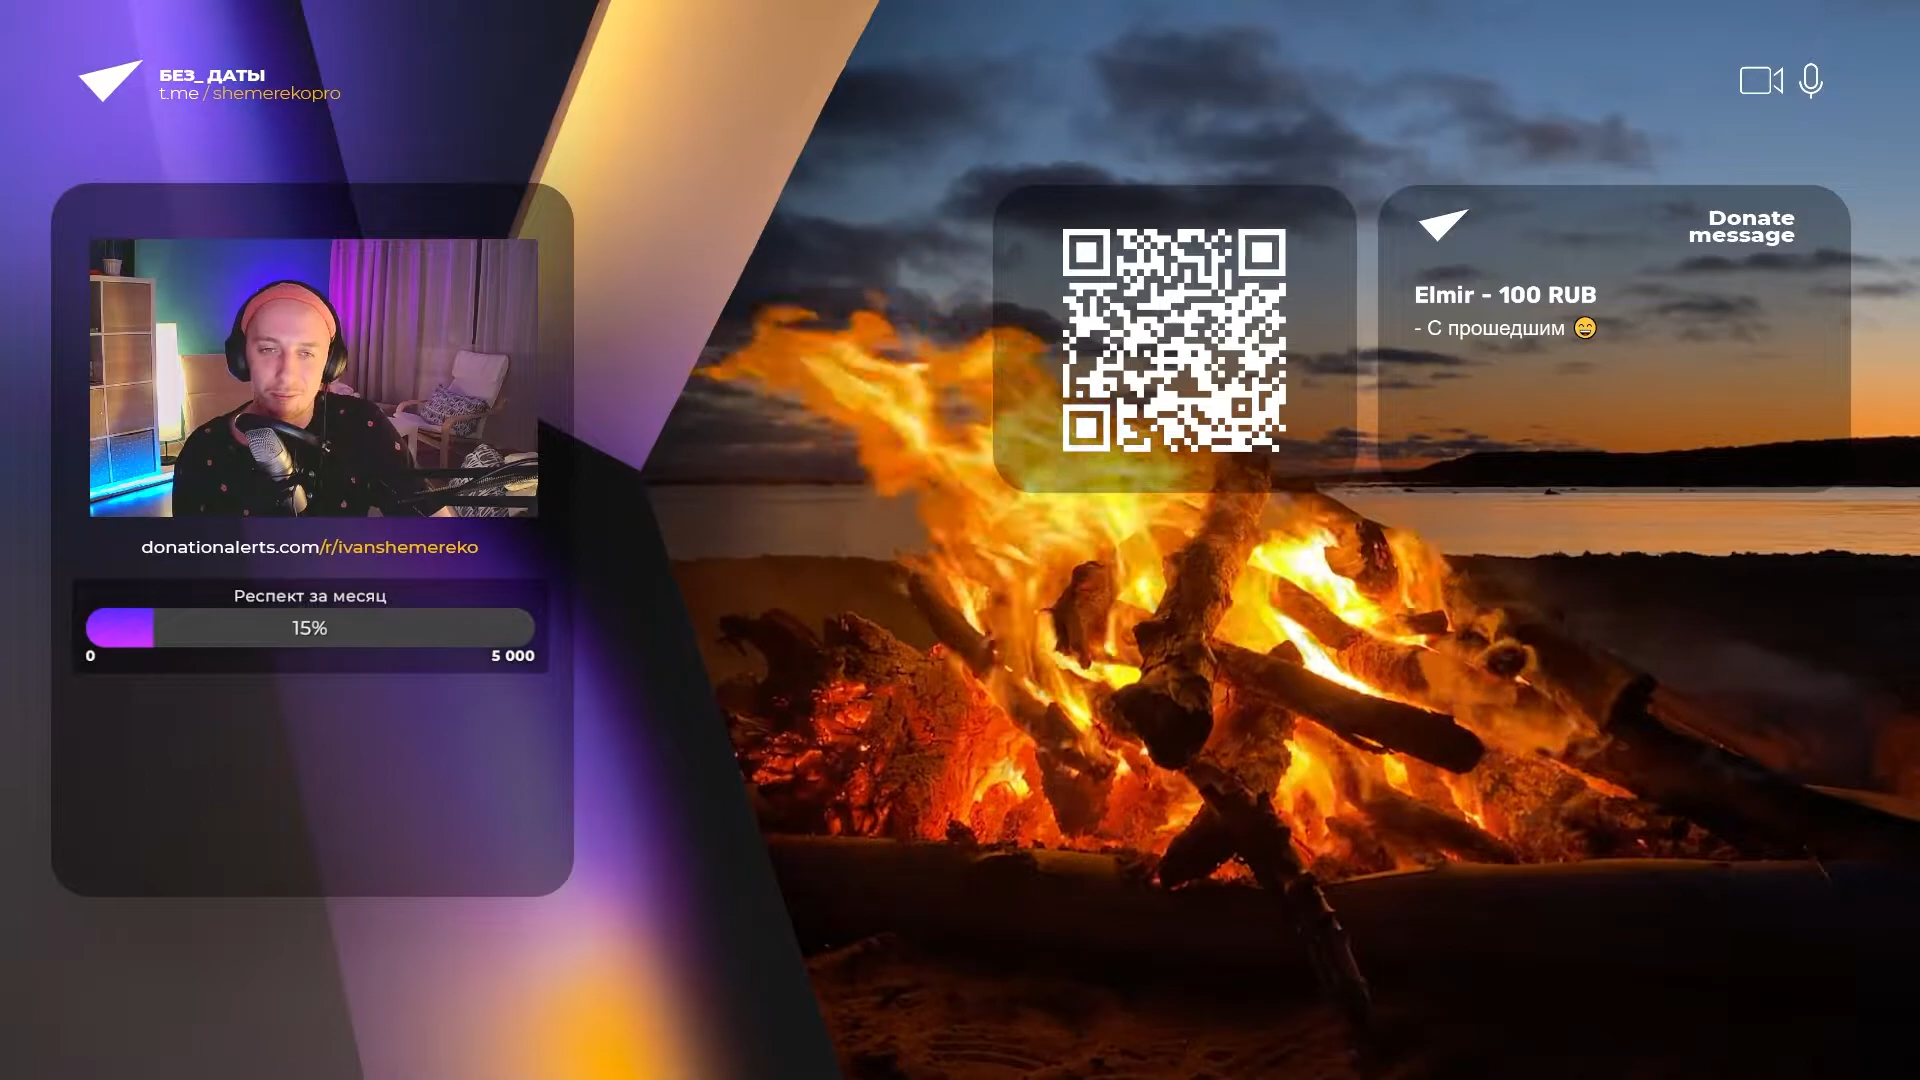 БЕЗ_ДАТЫ
t.me / shemerekopro
donationalerts.com/r/ivanshemereko
Респект за месяц
15%
0
5 000
Donate
message
Elmir - 100 RUB
- С прошедшим 😄